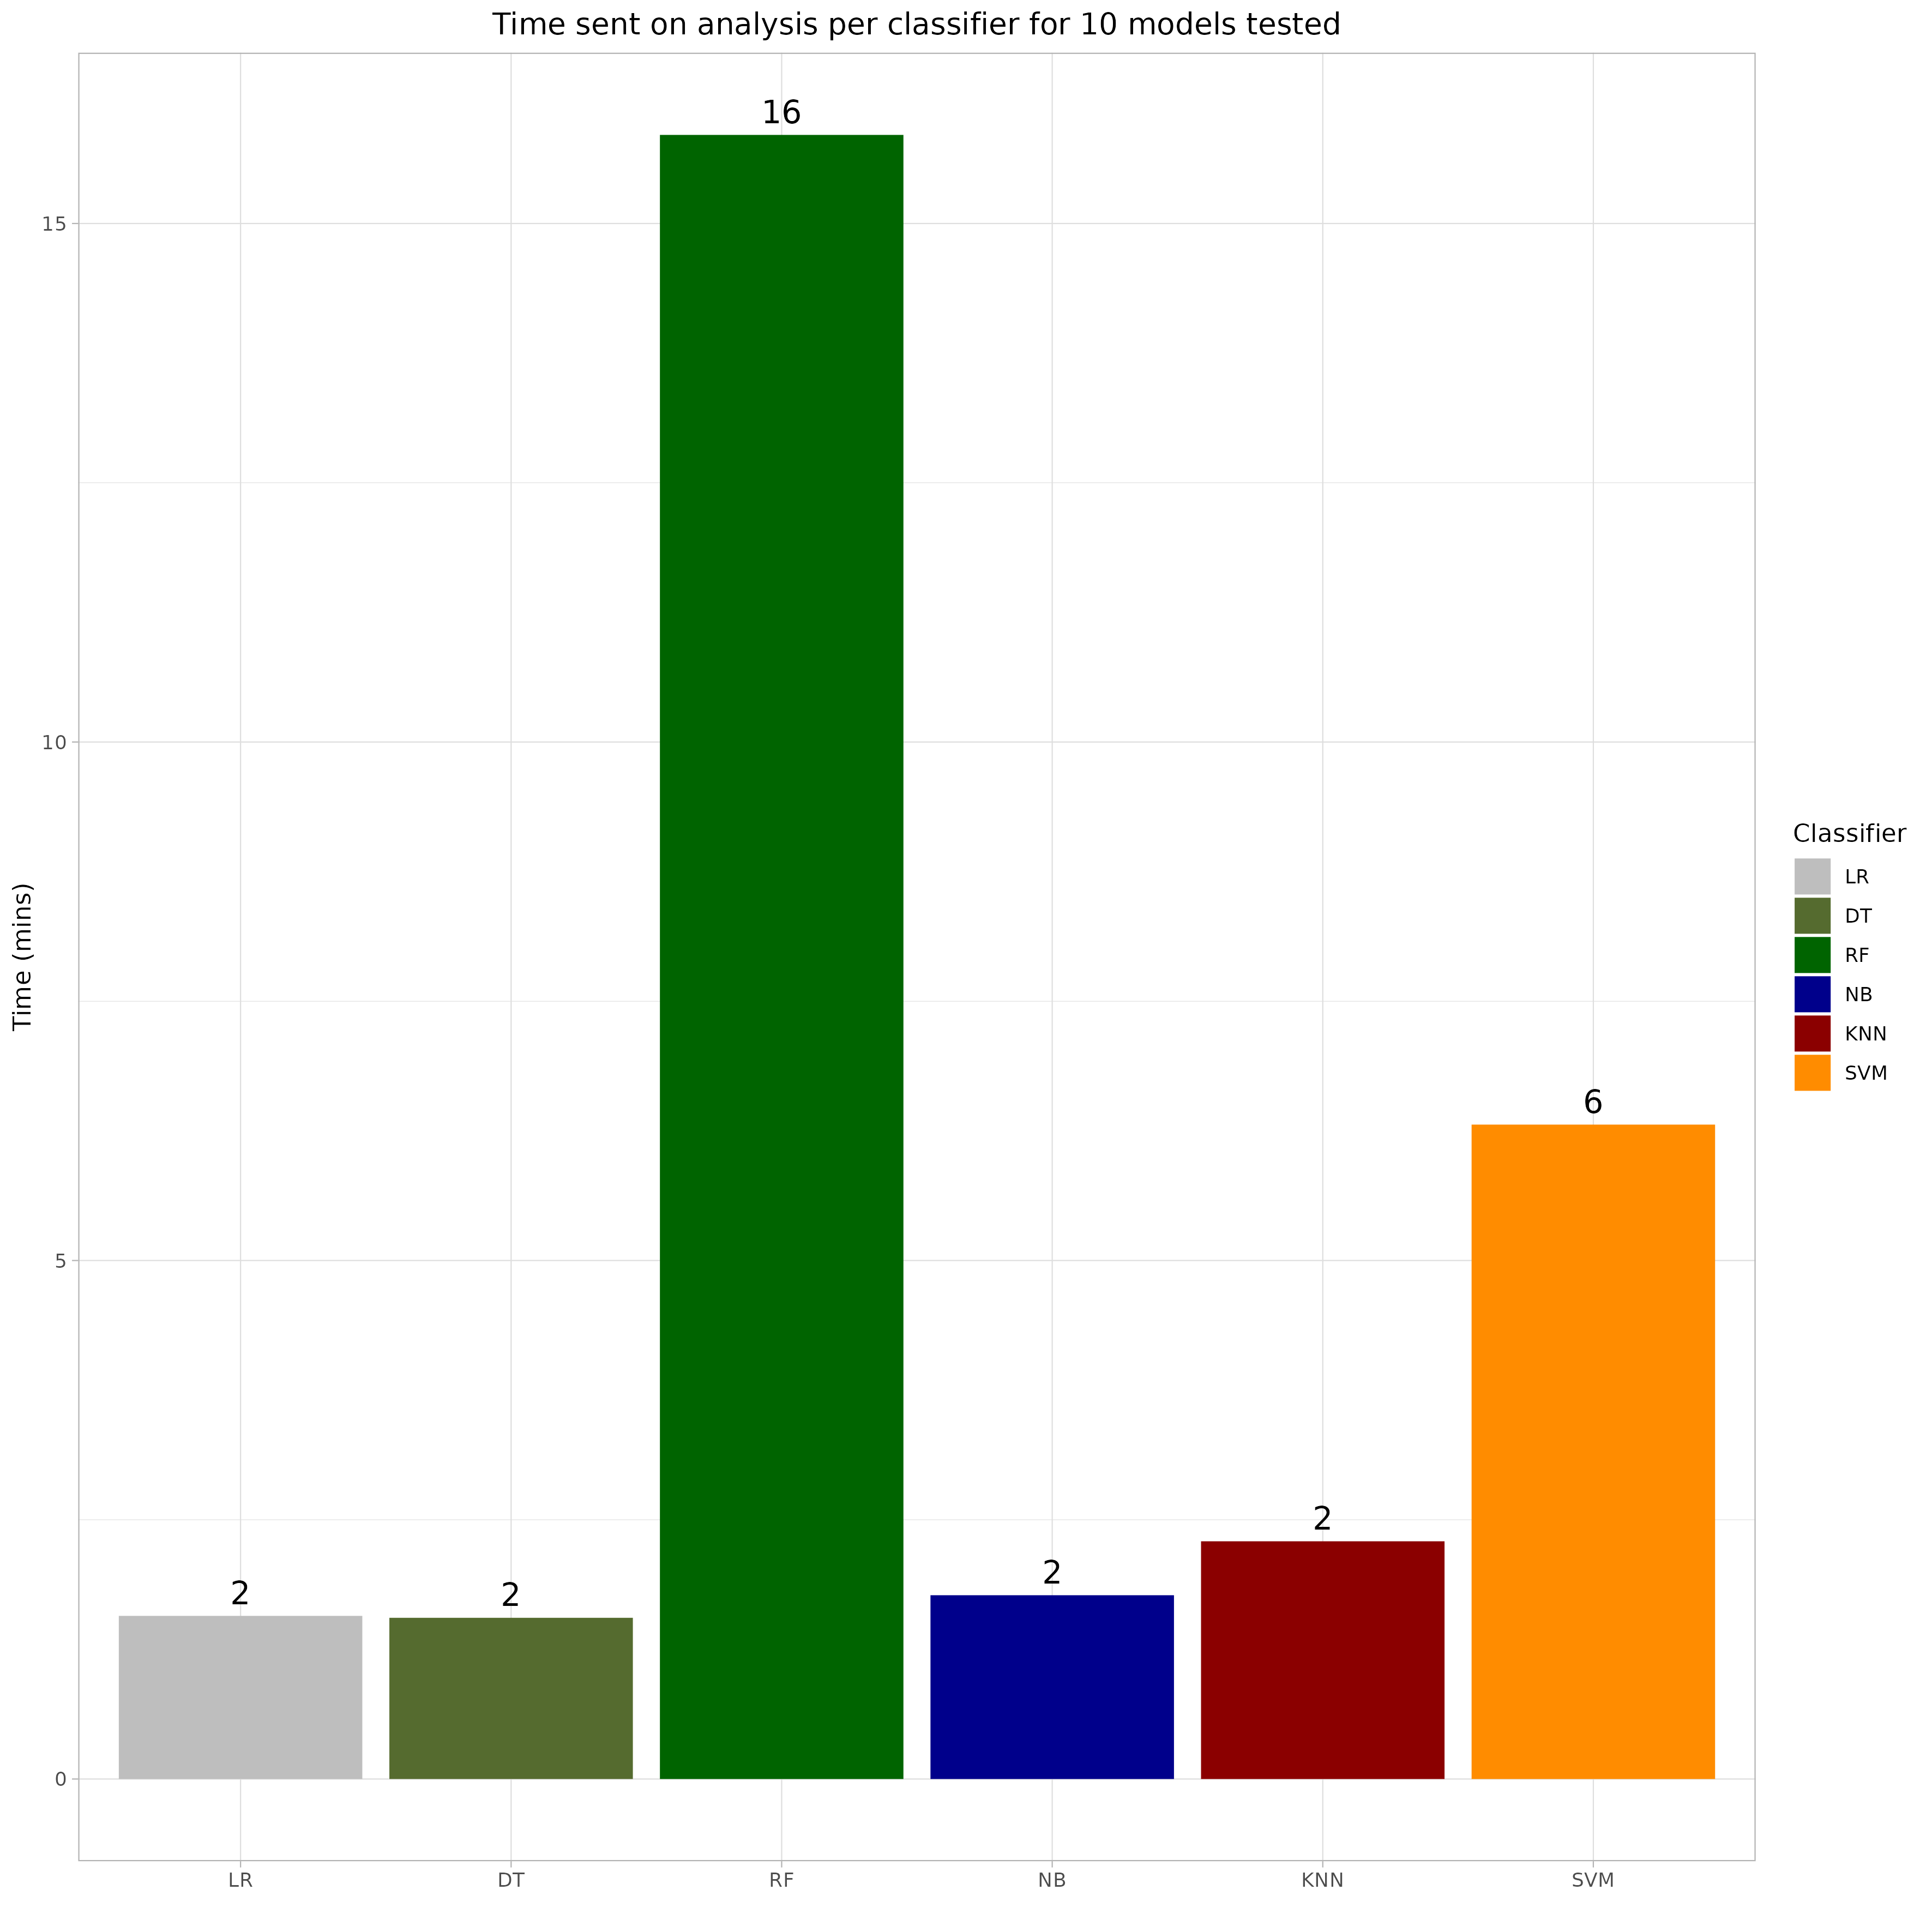 Time sent on analysis per classifier for 10 models tested
16
15
10
Time (mins)
Classifier
LR
DT
RF
NB
KNN
SVM
6
5
2
2
2
2
0
LR DT RF NB KNN SVM